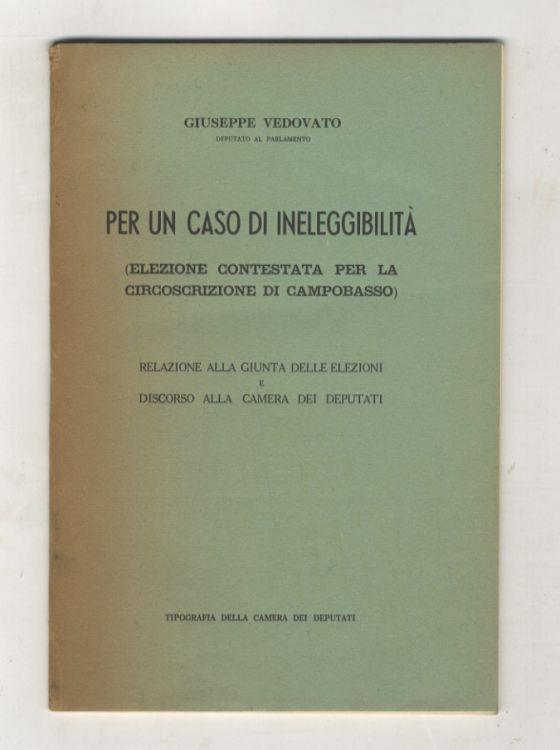 GIUSEPPE VEDOVATO
DEPUTATO AL PARLAMENTO
PER UN CASO DI INELEGGIBILITÀ
(ELEZIONE CONTESTATA PER LA
CIRCOSCRIZIONE DI CAMPOBASSO)
RELAZIONE ALLA GIUNTA DELLE ELEZIONI
E
DISCORSO ALLA CAMERA DEI DEPUTATI
TIPOGRAFIA DELLA CAMERA DEI DEPUTATI